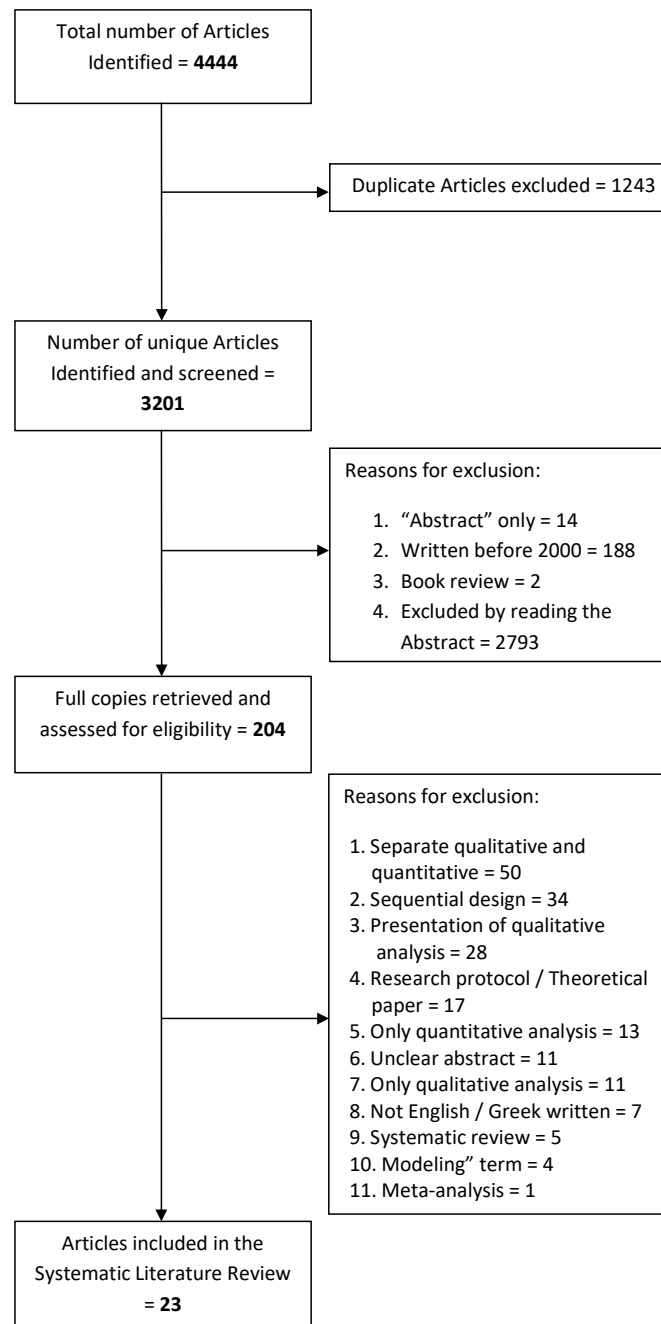 Total number of Articles
Identified = 4444
Duplicate Articles excluded = 1243
Number of unique Articles
Identified and screened =
3201
Reasons for exclusion:
1. “Abstract” only = 14
2. Written before 2000 = 188
3. Book review = 2
4. Excluded by reading the
Abstract = 2793
Full copies retrieved and
assessed for eligibility = 204
Reasons for exclusion:
1. Separate qualitative and
quantitative = 50
2. Sequential design = 34
3. Presentation of qualitative
analysis = 28
4. Research protocol / Theoretical
paper = 17
5. Only quantitative analysis = 13
6. Unclear abstract = 11
7. Only qualitative analysis = 11
8. Not English / Greek written = 7
9. Systematic review = 5
10. Modeling” term = 4
11. Meta-analysis = 1
Articles included in the
Systematic Literature Review
= 23